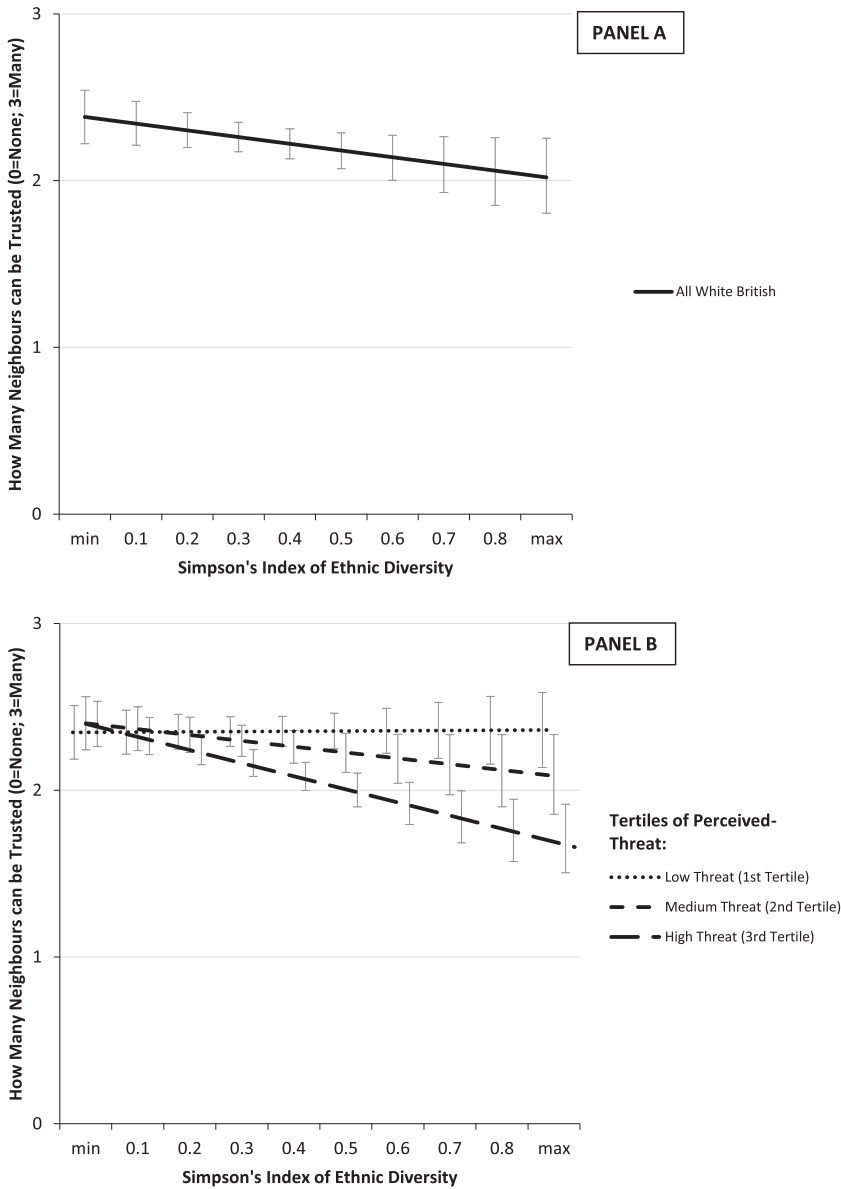 PANEL A
How Many Neighbours can be Trusted (0=None; 3=Many)
3
2
1
0
All White British
min 0.1 0.2 0.3 0.4 0.5 0.6 0.7 0.8 max
Simpson's Index of Ethnic Diversity
PANEL B
How Many Neighbours can be Trusted (0=None; 3=Many)
3
2
1
0
Tertiles of Perceived-
Threat:
Low Threat (1st Tertile)
Medium Threat (2nd Tertile)
High Threat (3rd Tertile)
min 0.1 0.2 0.3 0.4 0.5 0.6 0.7 0.8 max
Simpson's Index of Ethnic Diversity